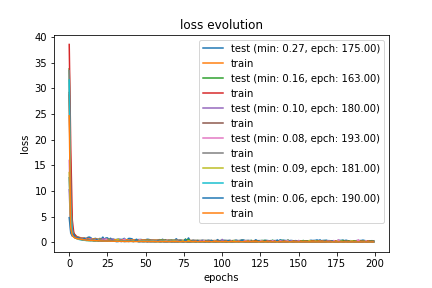 loss evolution
40
35
30
25
20
15
10
5
0
loss
test (min: 0.27, epch: 175.00)
train
test (min: 0.16, epch: 163.00)
train
test (min: 0.10, epch: 180.00)
train
test (min: 0.08, epch: 193.00)
train
test (min: 0.09, epch: 181.00)
train
test (min: 0.06, epch: 190.00)
train
0 25 50 75 100 125 150 175 200
epochs